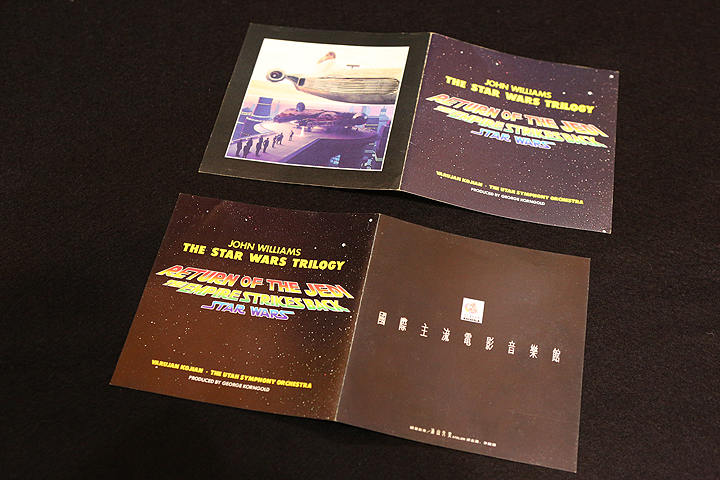 JOHN WILLIAMS
THE STAR WARS TRILOGY
RETURN OF THE JEDI
THE EMPIRE STRIKES BACK
STAR WARS
VARUJAN KOJIAN · THE UTAH SYMPHONY ORCHESTRA
PRODUCED BY GEORGE KORNGOLD
JOHN WILLIAMS
THE STAR WARS TRILOGY
RETURN OF THE JEDI
THE EMPIRE STRIKES BACK
STAR WARS
VARUJAN KOJIAN · THE UTAH SYMPHONY ORCHESTRA
PRODUCED BY GEORGE KORNGOLD
國際主流電影音樂館